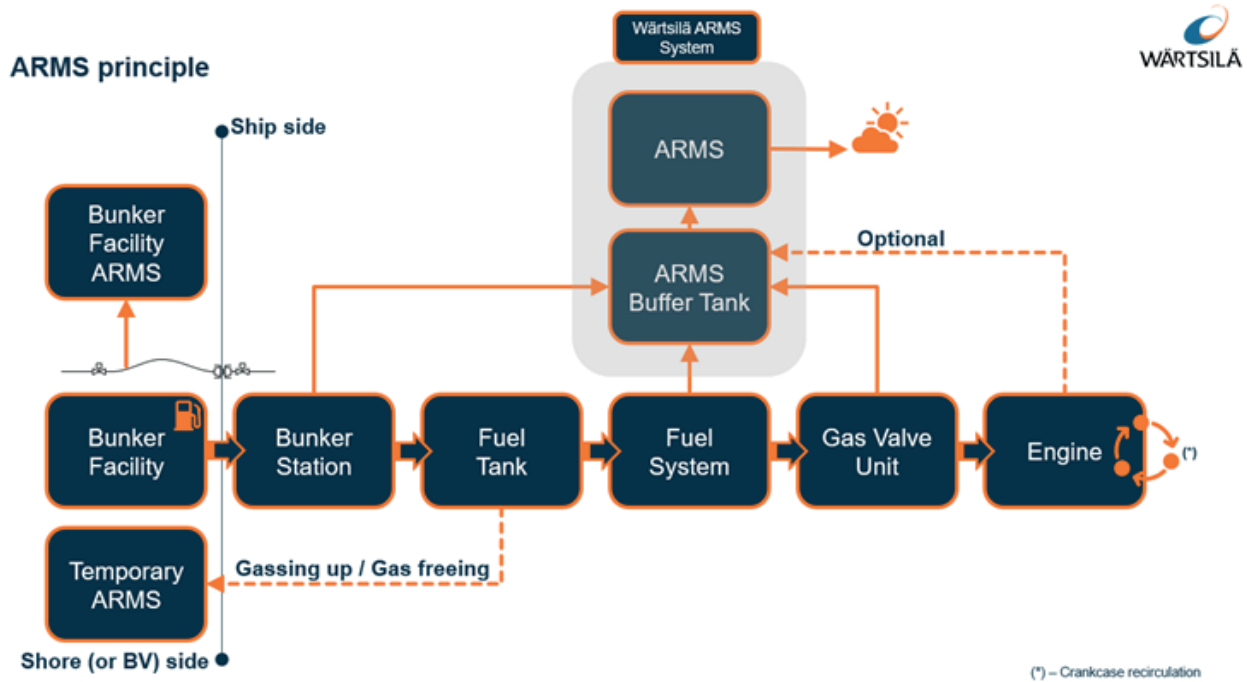 Wärtsilä ARMS
System
WÄRTSILÄ
ARMS principle
Ship side
ARMS
Bunker
Facility
ARMS
Optional
ARMS
Buffer Tank
Bunker
Facility
Bunker
Station
Fuel
Tank
Fuel
System
Gas Valve
Unit
Engine
(*)
Temporary
ARMS
Gassing up / Gas freeing
Shore (or BV) side
(*) – Crankcase recirculation